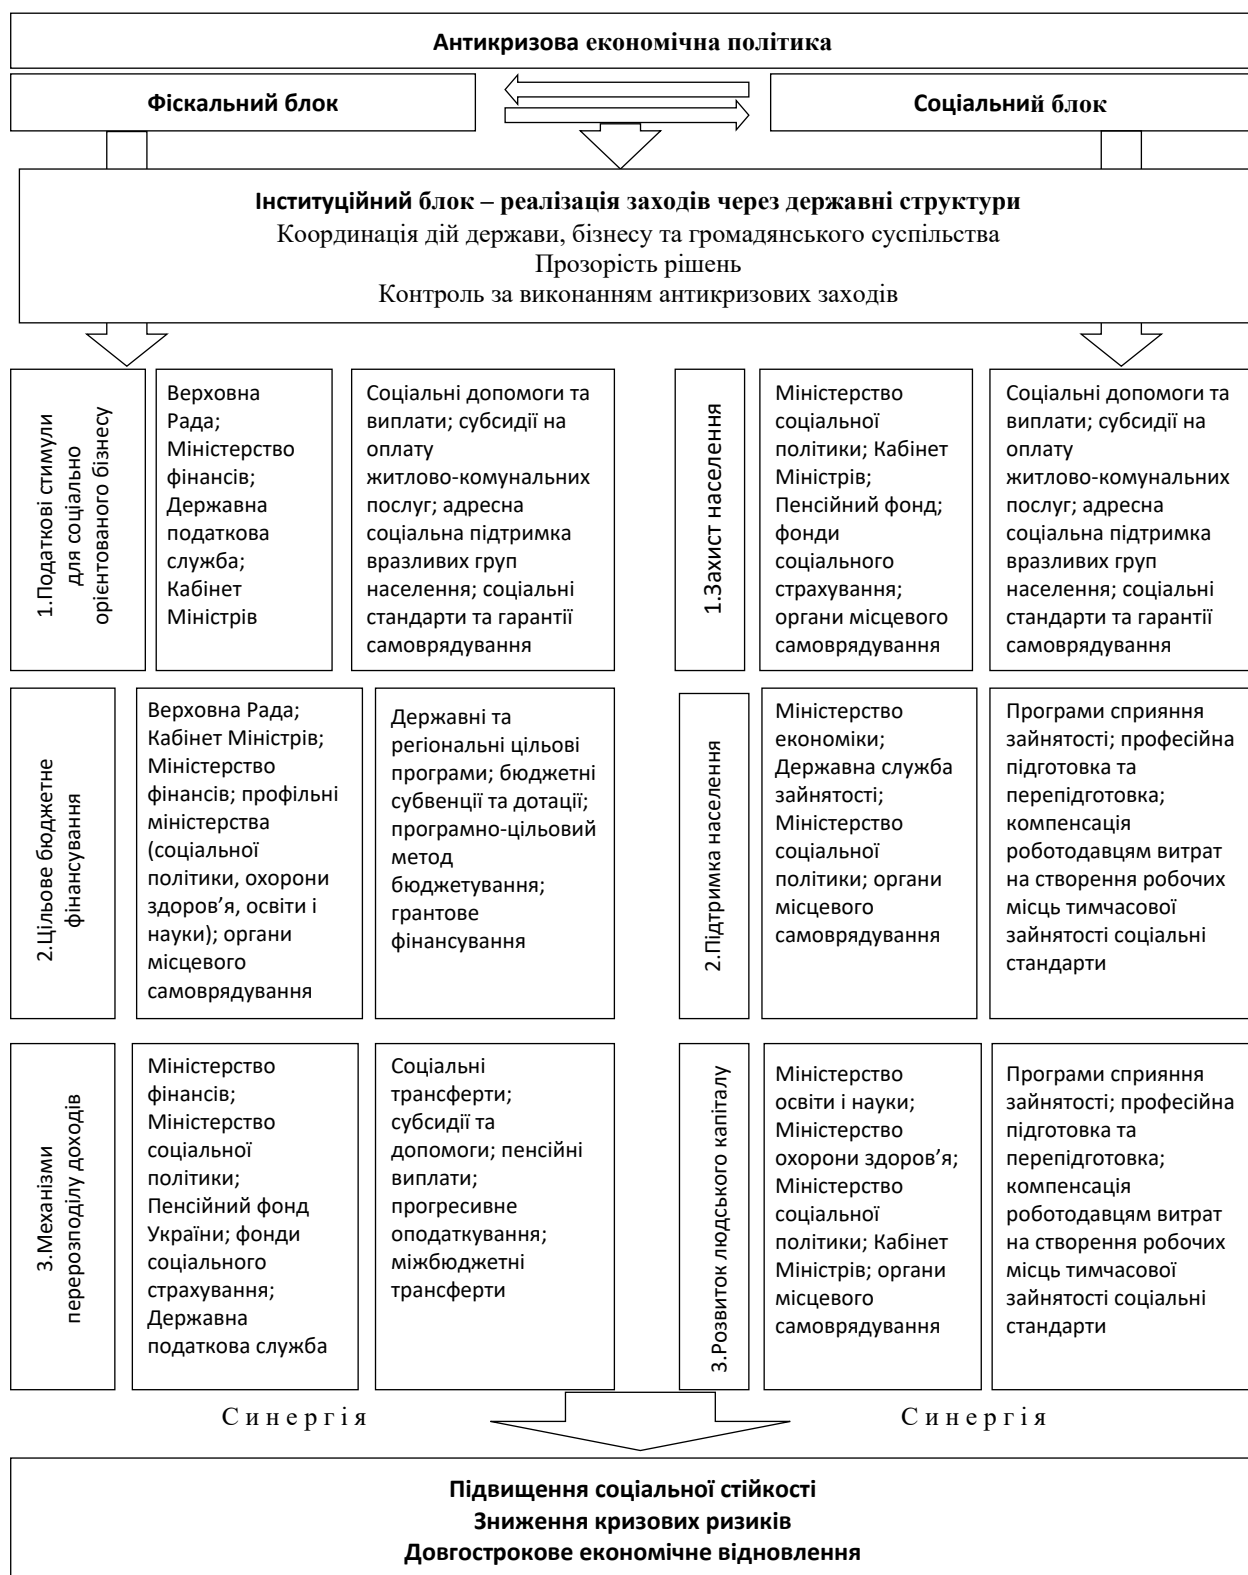 Антикризова економічна політика
Фіскальний блок
Соціальний блок
Інституційний блок – реалізація заходів через державні структури
Координація дій держави, бізнесу та громадянського суспільства
Прозорість рішень
Контроль за виконанням антикризових заходів
1.Податкові стимули
для соціально
орієнтованого бізнесу
Верховна
Рада;
Міністерство
фінансів;
Державна
податкова
служба;
Кабінет
Міністрів
Соціальні допомоги та
виплати; субсидії на
оплату
житлово-комунальних
послуг; адресна
соціальна підтримка
вразливих груп
населення; соціальні
стандарти та гарантії
самоврядування
1.Захист населення
Міністерство
соціальної
політики; Кабінет
Міністрів;
Пенсійний фонд;
фонди
соціального
страхування;
органи місцевого
самоврядування
Соціальні допомоги та
виплати; субсидії на
оплату
житлово-комунальних
послуг; адресна
соціальна підтримка
вразливих груп
населення; соціальні
стандарти та гарантії
самоврядування
2.Цільове бюджетне
фінансування
Верховна Рада;
Кабінет Міністрів;
Міністерство
фінансів; профільні
міністерства
(соціальної
політики, охорони
здоров’я, освіти і
науки); органи
місцевого
самоврядування
Державні та
регіональні цільові
програми; бюджетні
субвенції та дотації;
програмно-цільовий
метод
бюджетування;
грантове
фінансування
2.Підтримка населення
Міністерство
економіки;
Державна служба
зайнятості;
Міністерство
соціальної
політики; органи
місцевого
самоврядування
Програми сприяння
зайнятості; професійна
підготовка та
перепідготовка;
компенсація
роботодавцям витрат
на створення робочих
місць тимчасової
зайнятості соціальні
стандарти
3.Механізми
перерозподілу доходів
Міністерство
фінансів;
Міністерство
соціальної
політики;
Пенсійний фонд
України; фонди
соціального
страхування;
Державна
податкова служба
Соціальні
трансферти;
субсидії та
допомоги; пенсійні
виплати;
прогресивне
оподаткування;
міжбюджетні
трансферти
3.Розвиток людського капіталу
Міністерство
освіти і науки;
Міністерство
охорони здоров’я;
Міністерство
соціальної
політики; Кабінет
Міністрів; органи
місцевого
самоврядування
Програми сприяння
зайнятості; професійна
підготовка та
перепідготовка;
компенсація
роботодавцям витрат
на створення робочих
місць тимчасової
зайнятості соціальні
стандарти
Синергія
Синергія
Підвищення соціальної стійкості
Зниження кризових ризиків
Довгострокове економічне відновлення